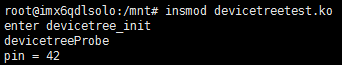 root@imx6qdlsolo:/mnt# insmod devicetreetest.ko
enter devicetree_init
devicetreeProbe
pin = 42